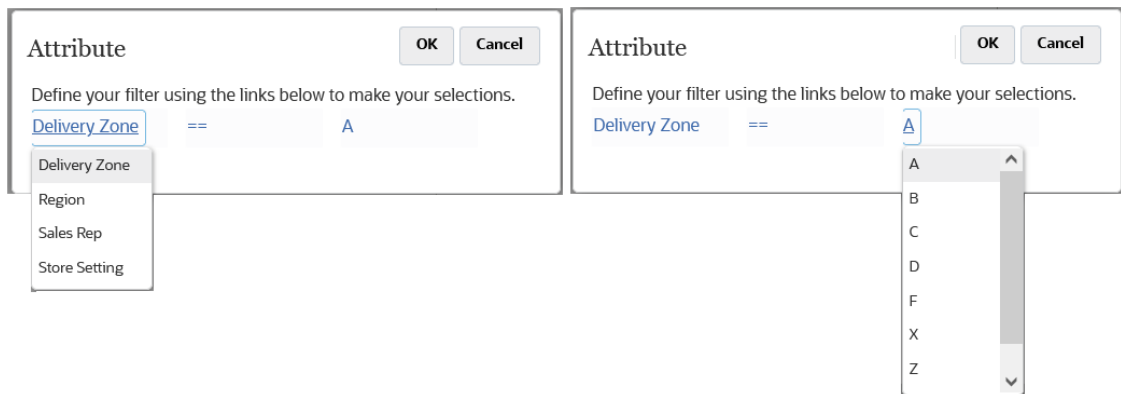 Attribute
OK
Cancel
Define your filter using the links below to make your selections.
Delivery Zone == A
Delivery Zone
Region
Sales Rep
Store Setting
Attribute
OK
Cancel
Define your filter using the links below to make your selections.
Delivery Zone == A
A
B
C
D
F
X
Z